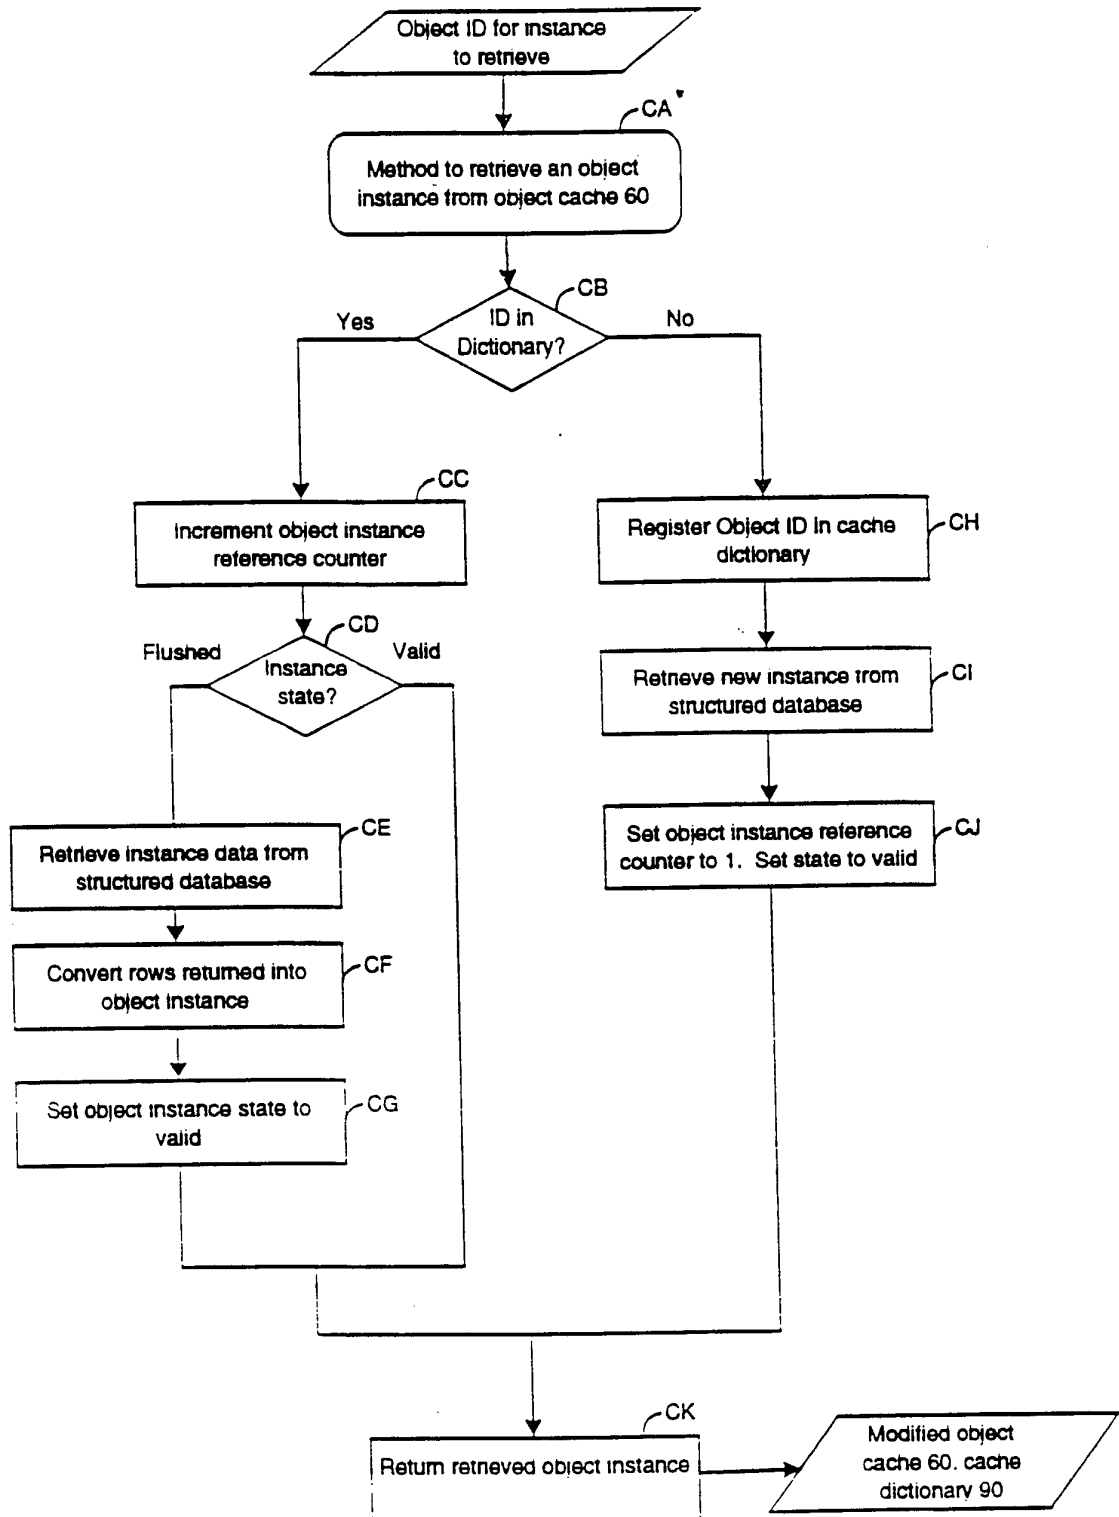 Object ID for instance
to retrieve
CA
Method to retrieve an object
instance from object cache 60
CB
ID in
Dictionary?
Yes
No
CC
Increment object instance
reference counter
CH
Register Object ID in cache
dictionary
CD
Flushed
Valid
Instance
state?
CI
Retrieve new instance from
structured database
CE
Retrieve instance data from
structured database
CJ
Set object instance reference
counter to 1. Set state to valid
CF
Convert rows returned into
object instance
CG
Set object instance state to
valid
CK
Return retrieved object instance
Modified object
cache 60. cache
dictionary 90